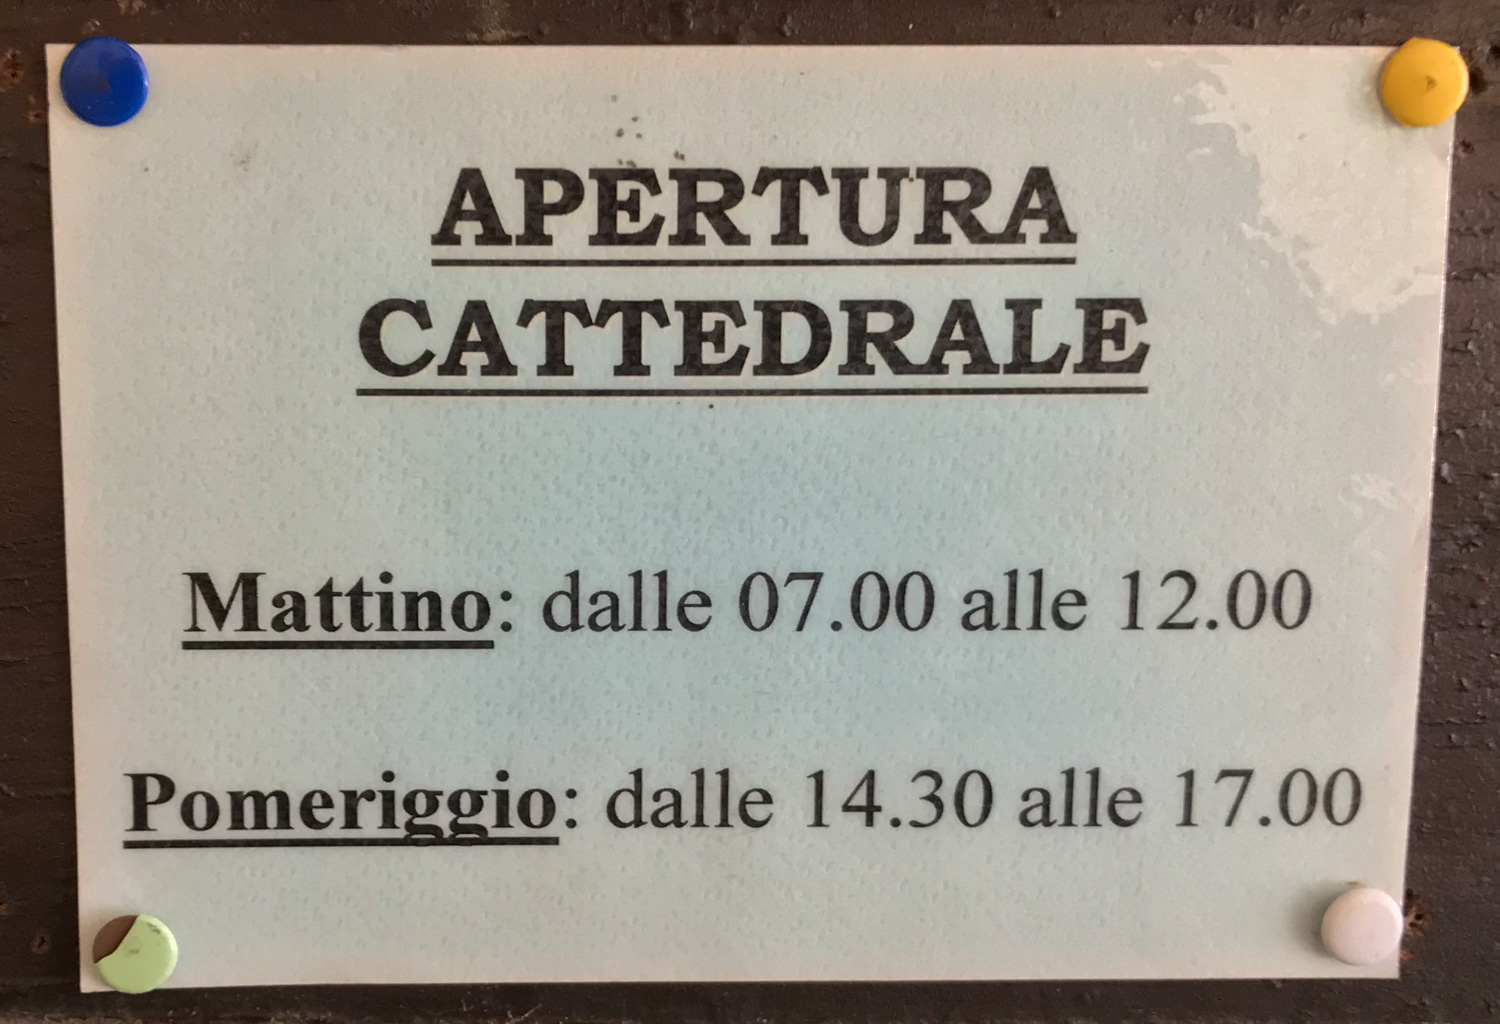 APERTURA
CATTEDRALE
Mattino: dalle 07.00 alle 12.00
Pomeriggio: dalle 14.30 alle 17.00